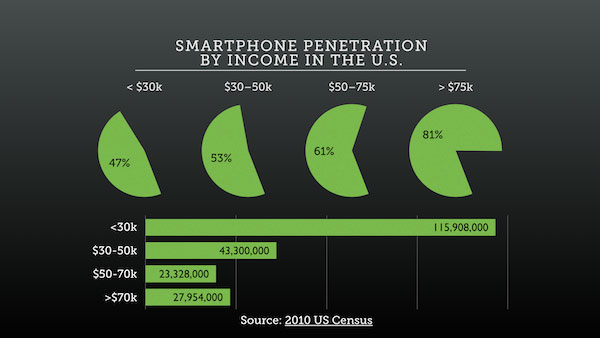 SMARTPHONE PENETRATION
BY INCOME IN THE U.S.
< $30k $30–50k $50–75k > $75k
47% 53% 61% 81%
<30k 115,908,000
$30-50k 43,300,000
$50-70k 23,328,000
>$70k 27,954,000
Source: 2010 US Census